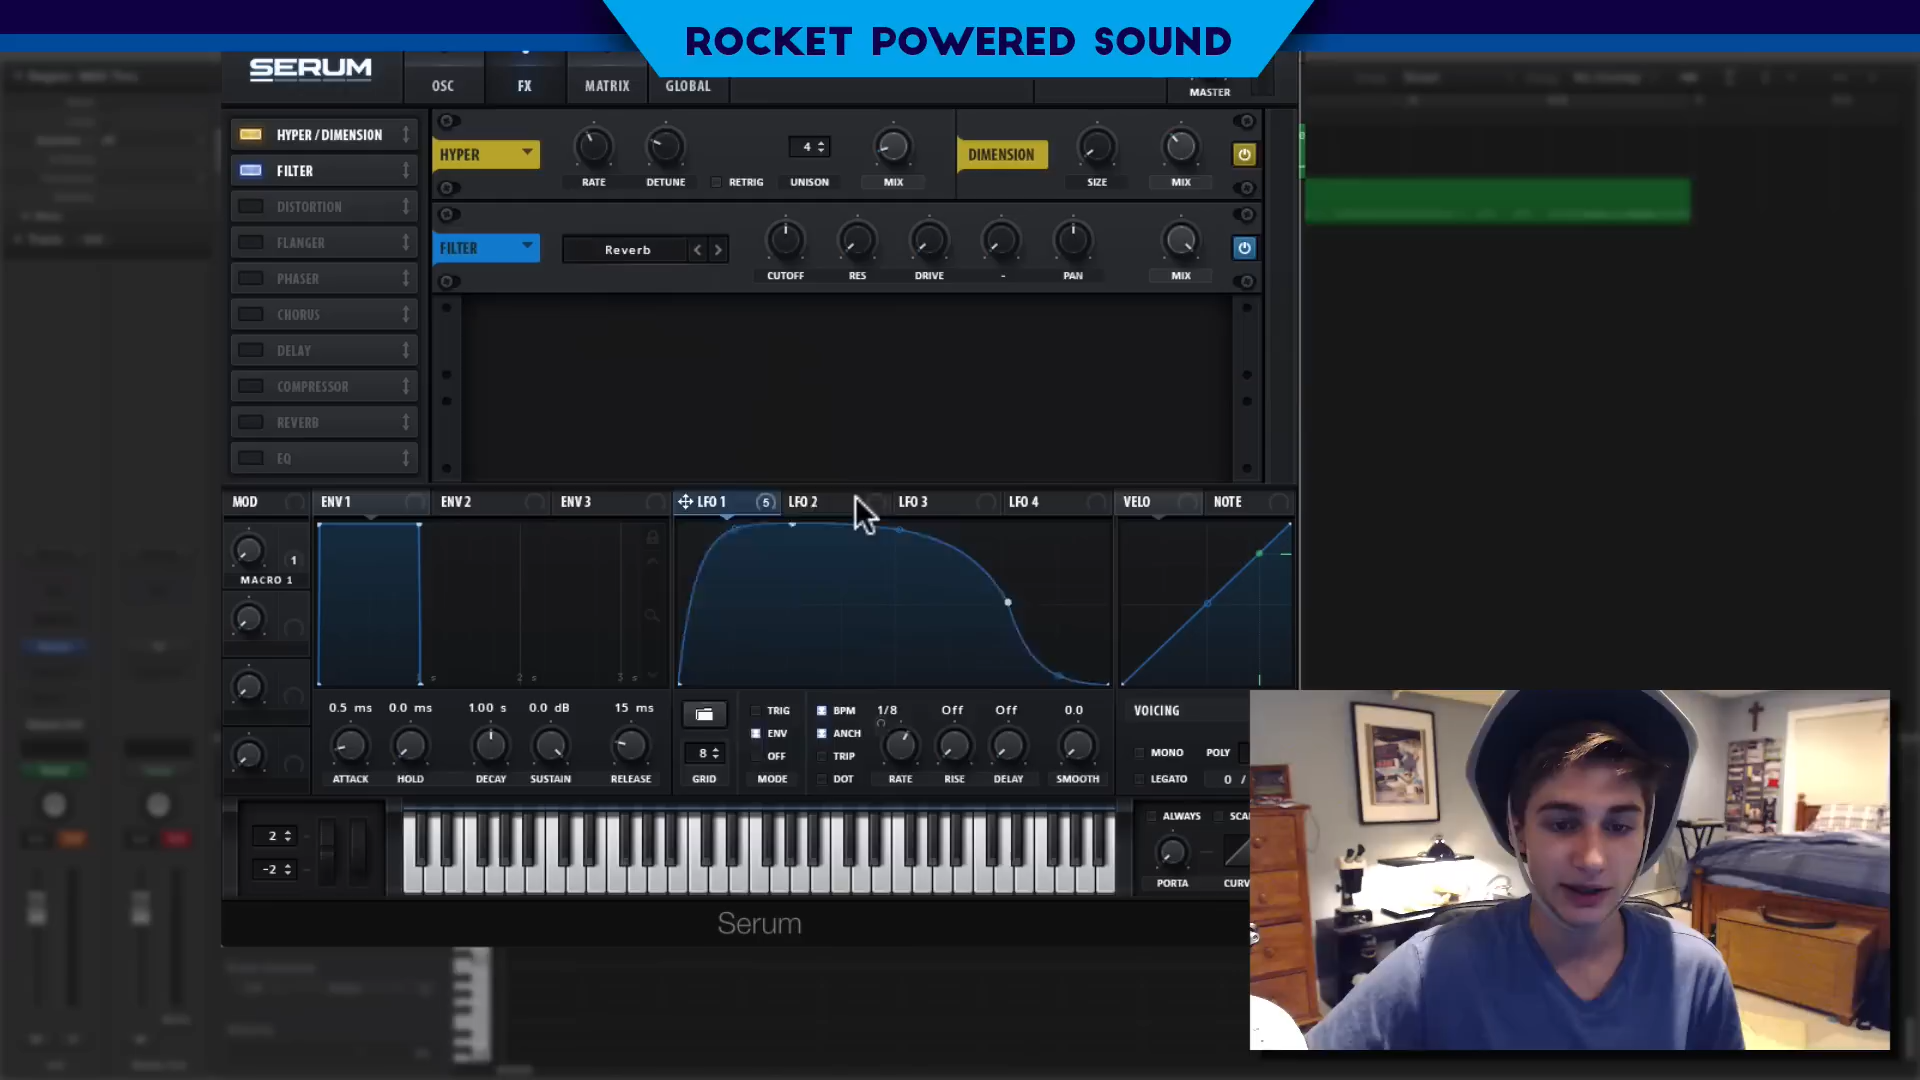 ROCKET POWERED SOUND
SERUM
OSC FX MATRIX GLOBAL MASTER
HYPER / DIMENSION
FILTER
DISTORTION
FLANGER
PHASER
CHORUS
DELAY
COMPRESSOR
REVERB
EQ
HYPER RATE DETUNE RETRIG 4 UNISON MIX DIMENSION SIZE MIX
FILTER Reverb CUTOFF RES DRIVE - PAN MIX
MOD ENV 1 ENV 2 ENV 3 LFO 1 5 LFO 2 LFO 3 LFO 4 VELO NOTE
1
MACRO 1
s 2 s 3 s
0.5 ms 0.0 ms 1.00 s 0.0 dB 15 ms
ATTACK HOLD DECAY SUSTAIN RELEASE
8
GRID
TRIG
ENV
OFF
MODE
BPM
ANCH
TRIP
DOT
1/8 Off Off 0.0
RATE RISE DELAY SMOOTH
VOICING
MONO POLY
LEGATO 0 /
2
-2
ALWAYS SCA
PORTA CURV
Serum